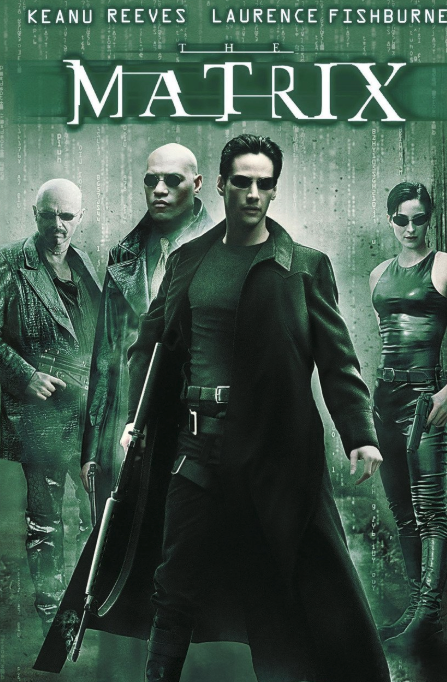 KEANU REEVES LAURENCE FISHBURNE
THE
MATRIX